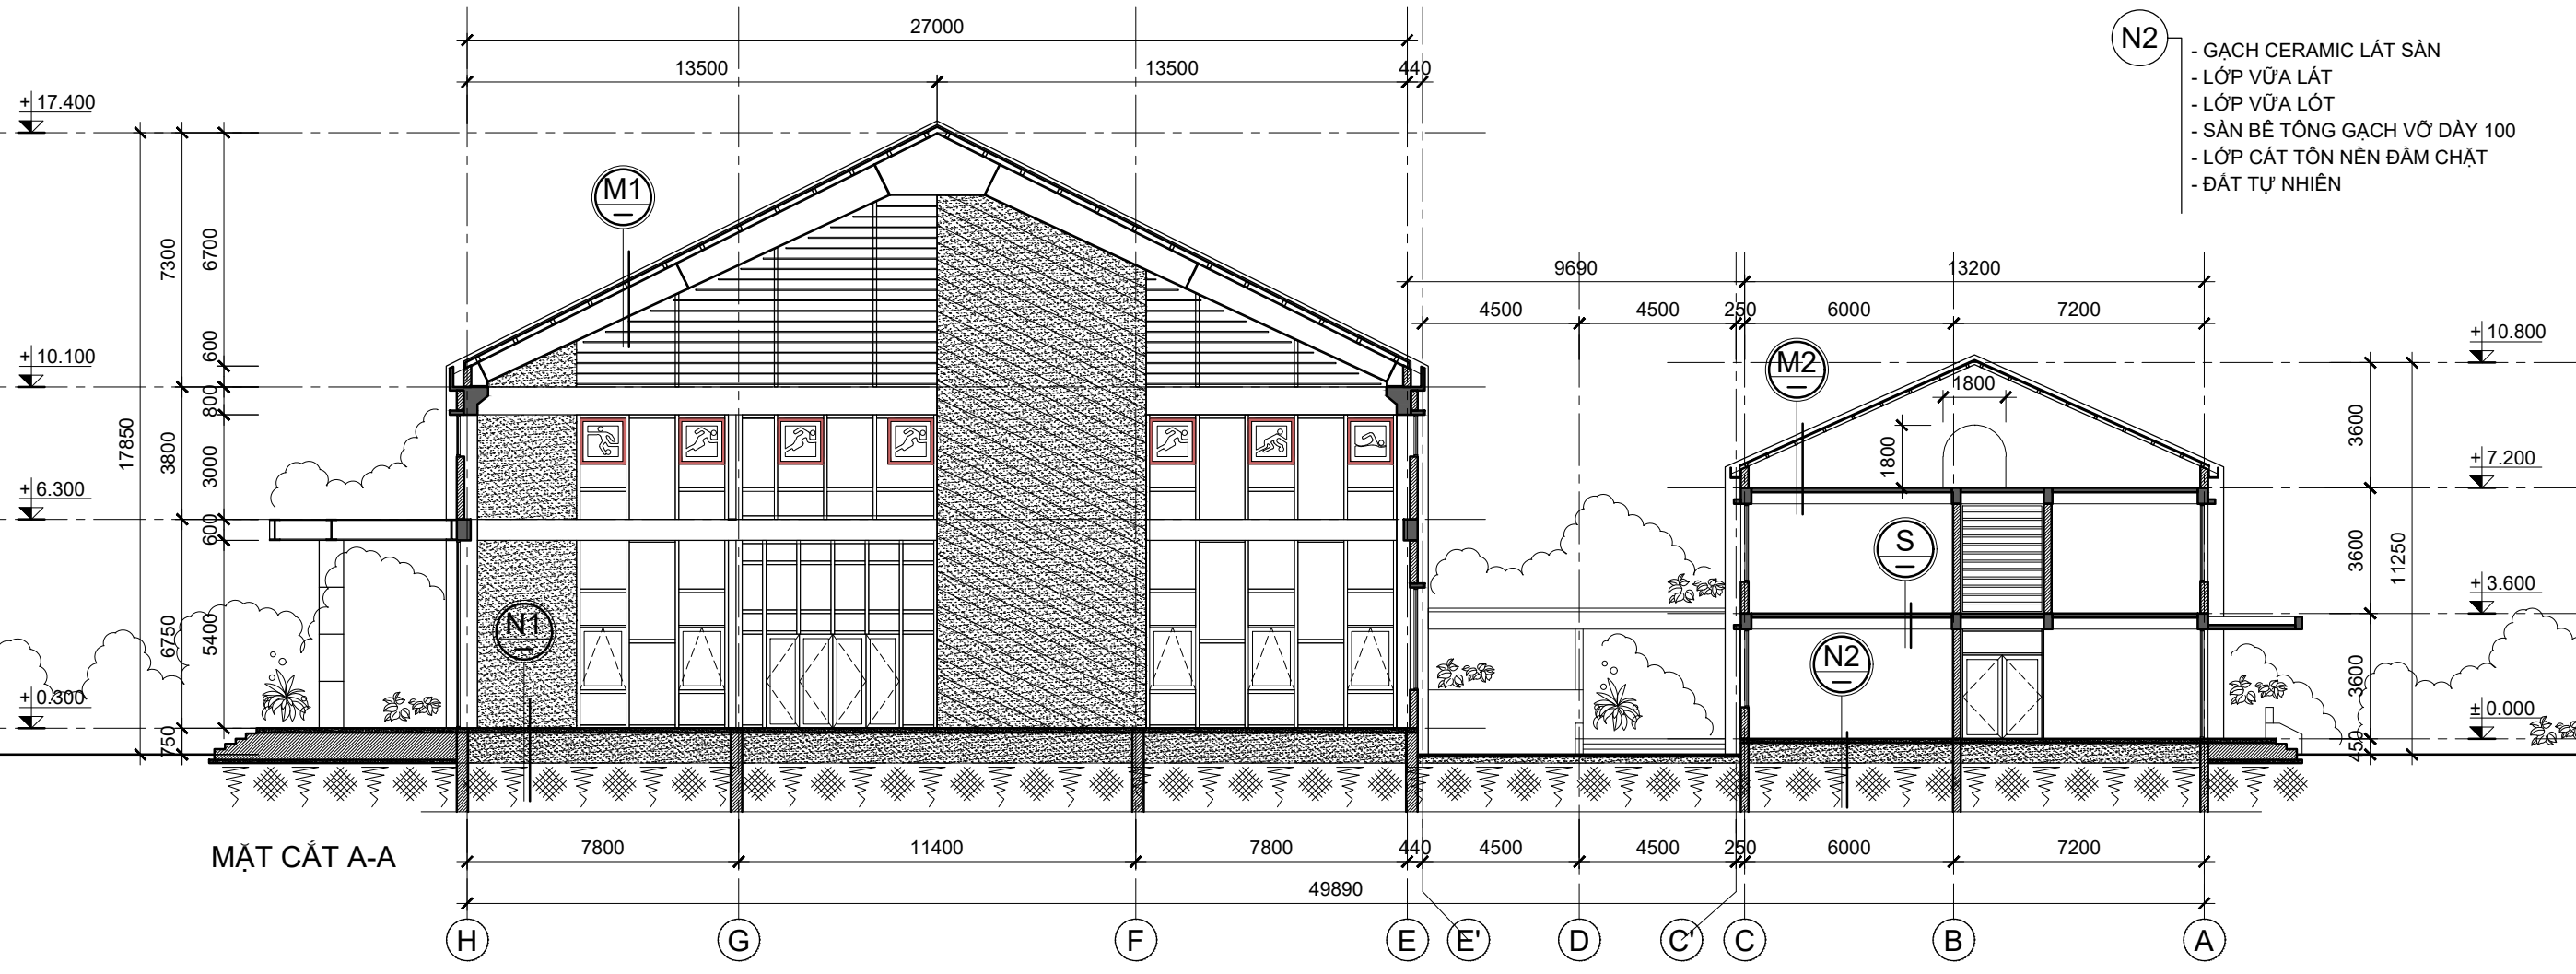 27000
13500
13500
440
N2
- GẠCH CERAMIC LÁT SÀN
- LỚP VỮA LÁT
- LỚP VỮA LÓT
- SÀN BÊ TÔNG GẠCH VỠ DÀY 100
- LỚP CÁT TÔN NỀN ĐẦM CHẶT
- ĐẤT TỰ NHIÊN
+ 17.400
+ 10.100
+ 6.300
+ 0.300
17850
7300
3800
6750
750
6700
600
800
3000
600
5400
M1
N1
9690
13200
4500
4500
250
6000
7200
M2
1800
1800
S
N2
3600
3600
3600
450
11250
+ 10.800
+ 7.200
+ 3.600
± 0.000
MẶT CẮT A-A
7800
11400
7800
440
4500
4500
250
6000
7200
49890
H
G
F
E
E'
D
C'
C
B
A